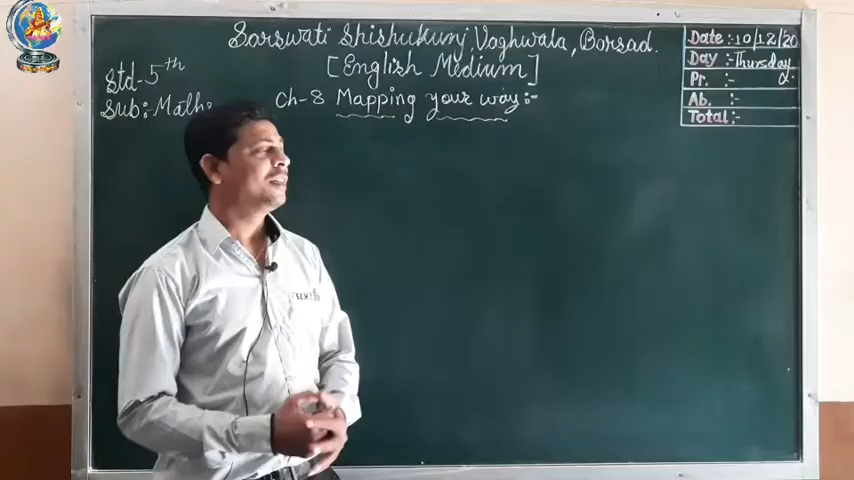 Sarswati Shishukunj, Vaghwala, Borsad.
[English Medium]
Std-5th
Sub:- Maths
Ch-8 Mapping your way:-
Date :- 10/12/20
Day :- Thursday
Pr. :-
Ab. :-
Total:-